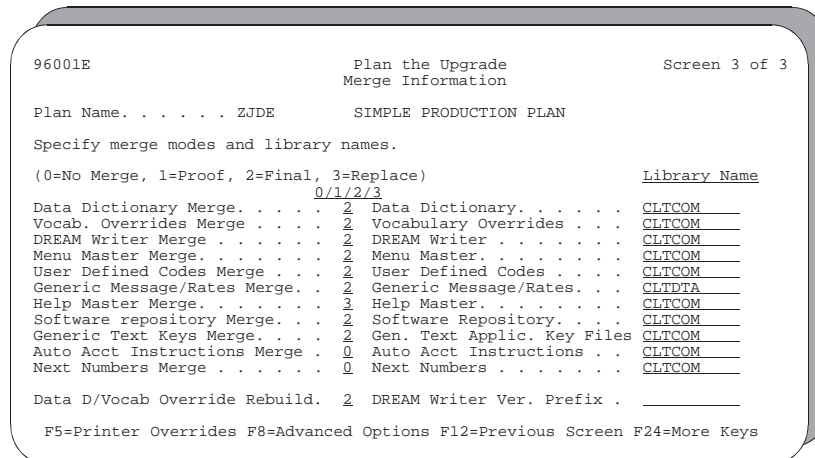 96001E Plan the Upgrade Screen 3 of 3
Merge Information
Plan Name. . . . . . ZJDE SIMPLE PRODUCTION PLAN
Specify merge modes and library names.
(0=No Merge, 1=Proof, 2=Final, 3=Replace) Library Name
0/1/2/3
Data Dictionary Merge. . . . . 2 Data Dictionary. . . . . . CLTCOM
Vocab. Overrides Merge . . . . 2 Vocabulary Overrides . . . CLTCOM
DREAM Writer Merge . . . . . . 2 DREAM Writer . . . . . . . CLTCOM
Menu Master Merge. . . . . . . 2 Menu Master. . . . . . . . CLTCOM
User Defined Codes Merge . . . 2 User Defined Codes . . . . CLTCOM
Generic Message/Rates Merge. . 2 Generic Message/Rates. . . CLTDTA
Help Master Merge. . . . . . . 3 Help Master. . . . . . . . CLTCOM
Software repository Merge. . . 2 Software Repository. . . . CLTCOM
Generic Text Keys Merge. . . . 2 Gen. Text Applic. Key Files CLTCOM
Auto Acct Instructions Merge . 0 Auto Acct Instructions . . CLTCOM
Next Numbers Merge . . . . . . 0 Next Numbers . . . . . . . CLTCOM
Data D/Vocab Override Rebuild. 2 DREAM Writer Ver. Prefix .
F5=Printer Overrides F8=Advanced Options F12=Previous Screen F24=More Keys